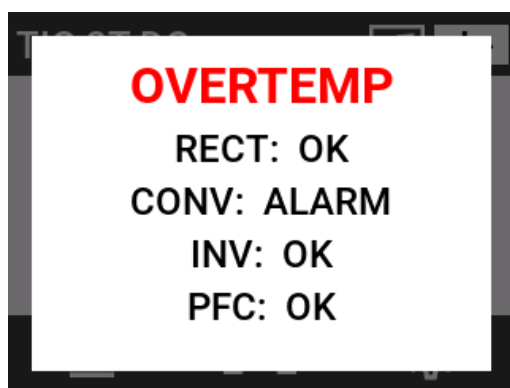 OVERTEMP
RECT: OK
CONV: ALARM
INV: OK
PFC: OK